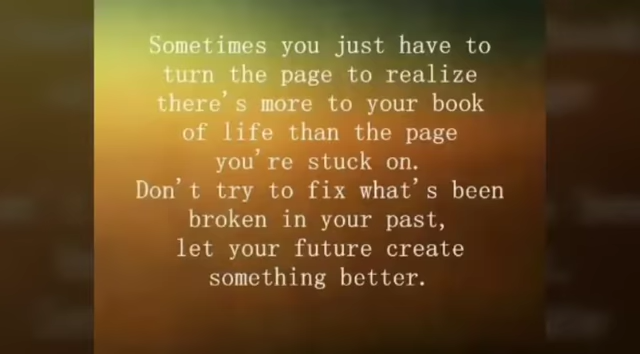 Sometimes you just have to
turn the page to realize
there's more to your book
of life than the page
you're stuck on.
Don't try to fix what's been
broken in your past,
let your future create
something better.